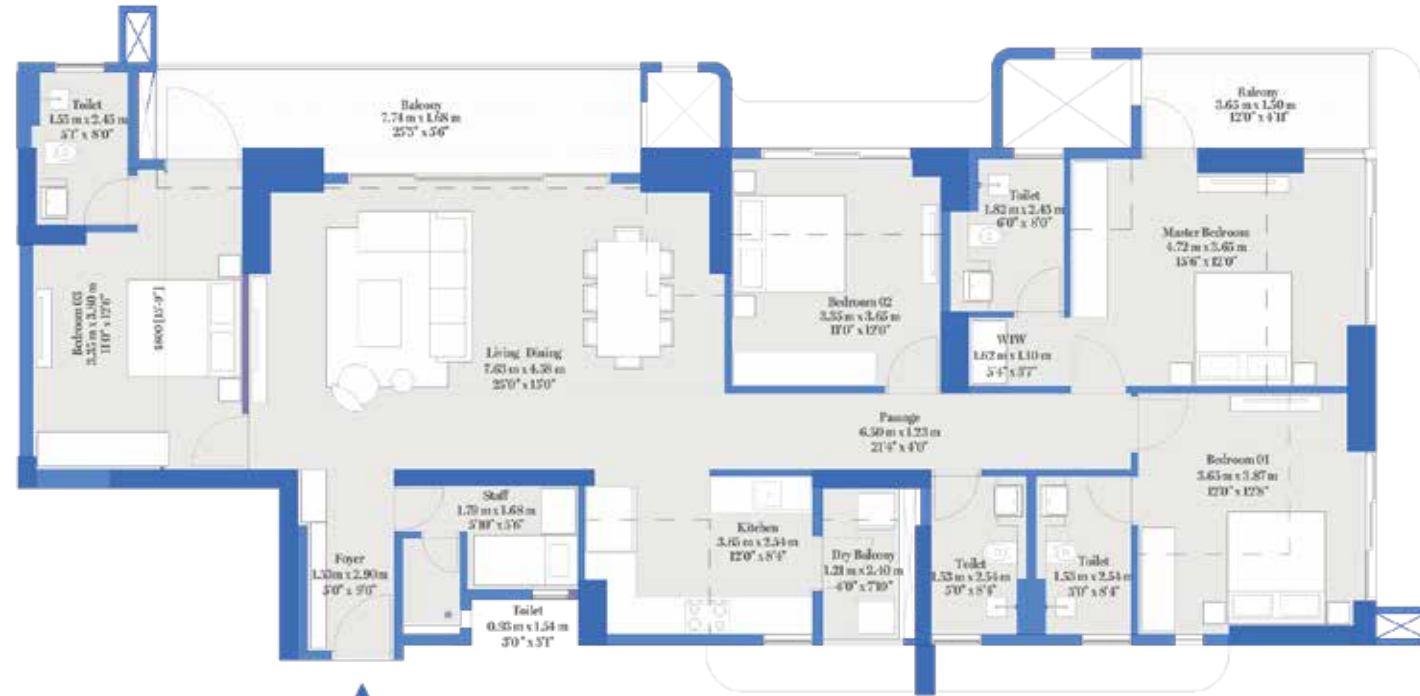 Toilet
1.55 m x 2.45 m
5'1" x 8'0"
Balcony
7.74 m x 1.68 m
25'5" x 5'6"
Balcony
3.65 m x 1.50 m
12'0" x 4'11"
Toilet
1.82 m x 2.45 m
6'0" x 8'0"
Master Bedroom
4.72 m x 3.65 m
15'6" x 12'0"
Bedroom 03
3.35 m x 3.80 m
11'0" x 12'6"
Bedroom 02
3.35 m x 3.65 m
11'0" x 12'0"
Living Dining
7.63 m x 4.58 m
25'0" x 15'0"
WIW
1.62 m x 1.10 m
5'4" x 3'7"
Passage
6.50 m x 1.23 m
21'4" x 4'0"
Bedroom 01
3.65 m x 3.87 m
12'0" x 12'8"
Staff
1.79 m x 1.68 m
5'10" x 5'6"
Kitchen
3.65 m x 2.54 m
12'0" x 8'4"
Dry Balcony
1.21 m x 2.40 m
4'0" x 7'10"
Foyer
1.53m x 2.90m
5'0" x 9'6"
Toilet
1.53 m x 2.54 m
5'0" x 8'4"
Toilet
1.53 m x 2.54 m
5'0" x 8'4"
Toilet
0.93 m x 1.54 m
3'0" x 5'1"